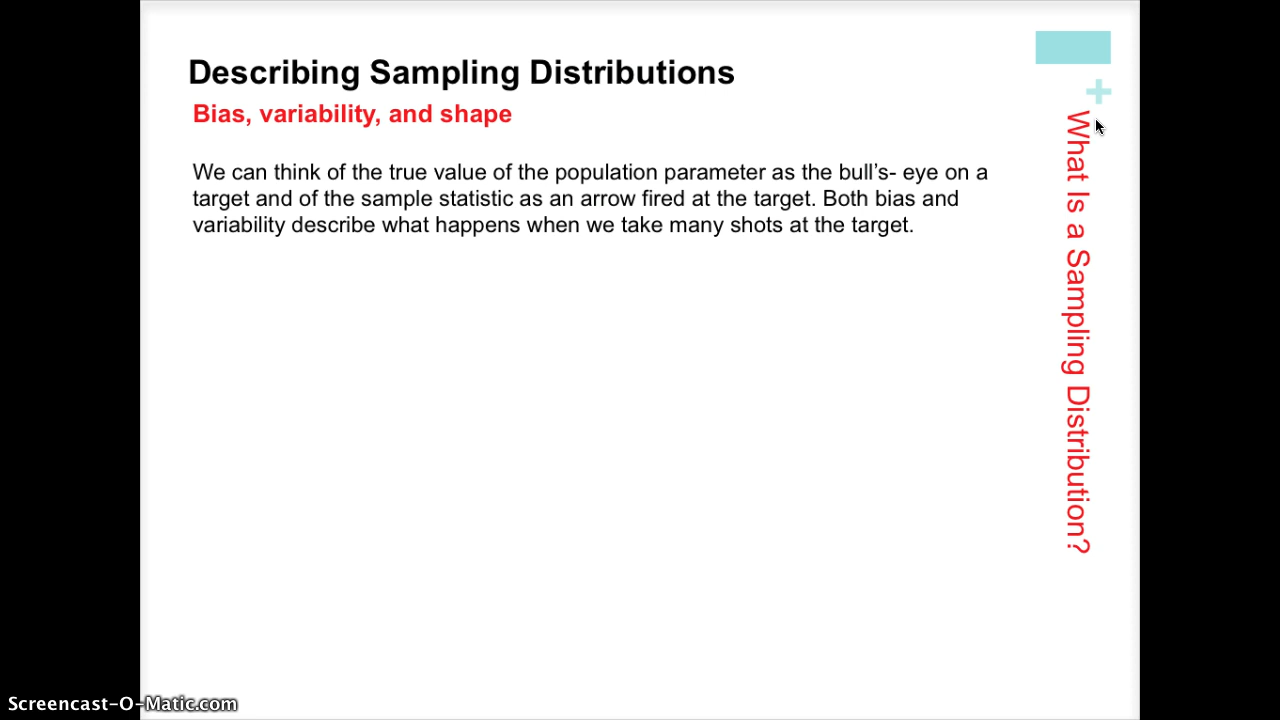 Describing Sampling Distributions
Bias, variability, and shape
We can think of the true value of the population parameter as the bull’s- eye on a
target and of the sample statistic as an arrow fired at the target. Both bias and
variability describe what happens when we take many shots at the target.
+
What Is a Sampling Distribution?
Screencast-O-Matic.com